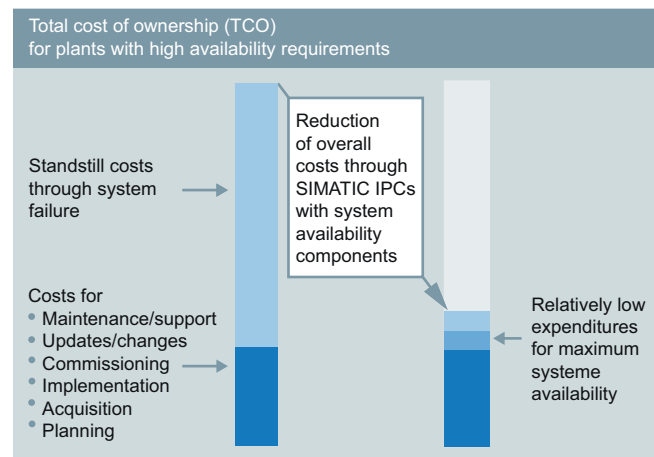 Total cost of ownership (TCO)
for plants with high availability requirements
Standstill costs
through system
failure
Reduction
of overall
costs through
SIMATIC IPCs
with system
availability
components
Costs for
• Maintenance/support
• Updates/changes
• Commissioning
• Implementation
• Acquisition
• Planning
Relatively low
expenditures
for maximum
systeme
availability